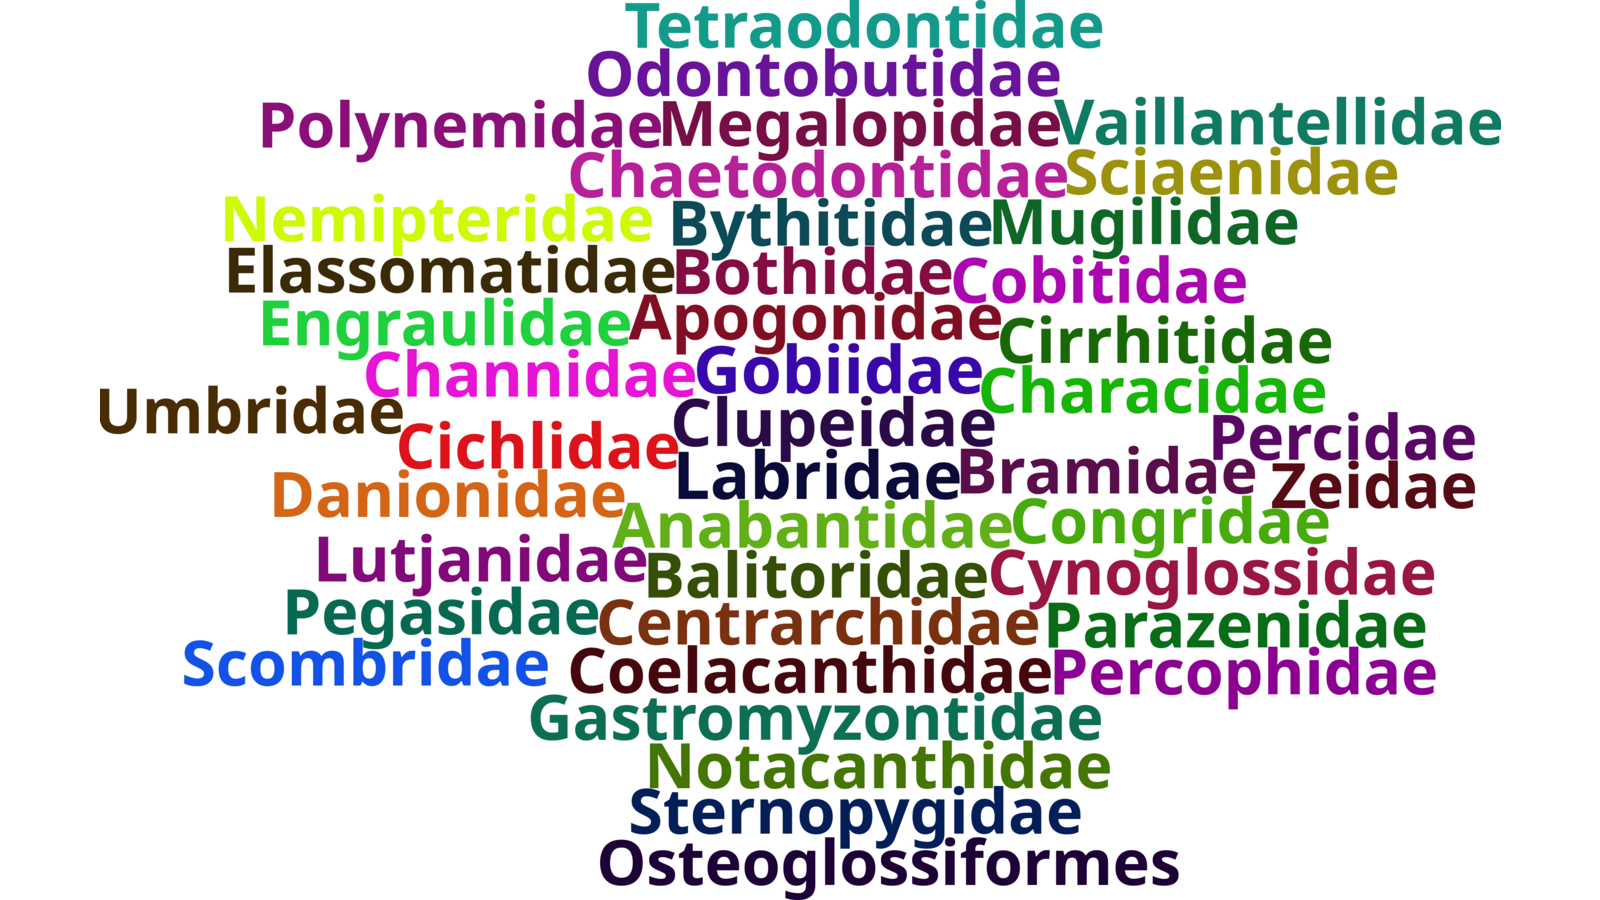 Tetraodontidae
Odontobutidae
Polynemidae Megalopidae Vaillantellidae
Chaetodontidae Sciaenidae
Nemipteridae Bythitidae Mugilidae
Elassomatidae Bothidae Cobitidae
Engraulidae Apogonidae Cirrhitidae
Channidae Gobiidae Characidae
Umbridae Clupeidae Percidae
Cichlidae Labridae Bramidae Zeidae
Danionidae Anabantidae Congridae
Lutjanidae Balitoridae Cynoglossidae
Pegasidae Centrarchidae Parazenidae
Scombridae Coelacanthidae Percophidae
Gastromyzontidae
Notacanthidae
Sternopygidae
Osteoglossiformes